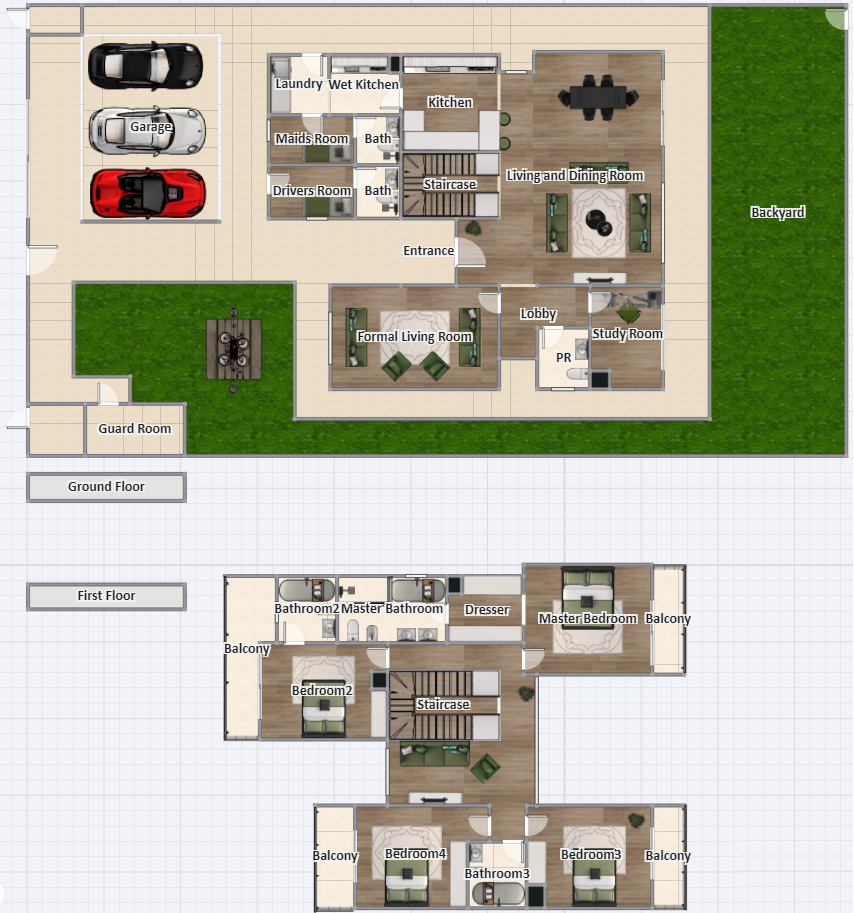 Laundry
Wet Kitchen
Kitchen
Garage
Maids Room
Bath
Drivers Room
Bath
Staircase
Living and Dining Room
Backyard
Entrance
Lobby
Formal Living Room
Study Room
PR
Guard Room
Ground Floor
First Floor
Bathroom2
Master Bathroom
Dresser
Master Bedroom
Balcony
Balcony
Bedroom2
Staircase
Balcony
Bedroom4
Bedroom3
Balcony
Bathroom3